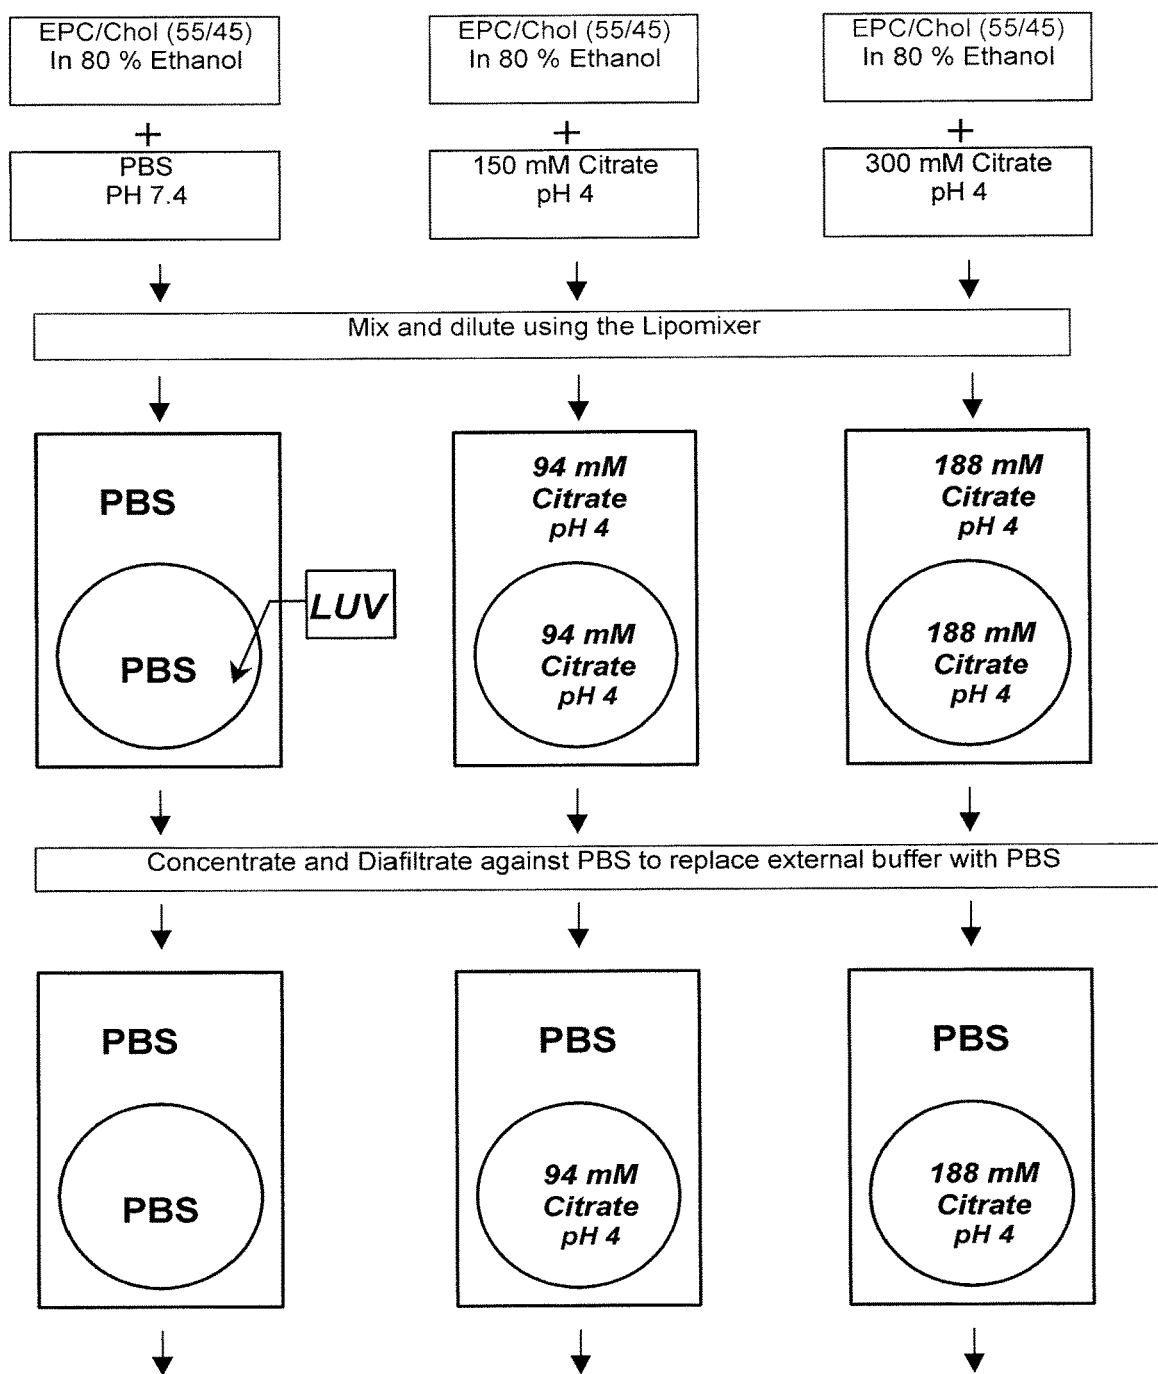 EPC/Chol (55/45)
In 80 % Ethanol
EPC/Chol (55/45)
In 80 % Ethanol
EPC/Chol (55/45)
In 80 % Ethanol
+
+
+
PBS
PH 7.4
150 mM Citrate
pH 4
300 mM Citrate
pH 4
Mix and dilute using the Lipomixer
PBS
94 mM
Citrate
pH 4
188 mM
Citrate
pH 4
LUV
PBS
94 mM
Citrate
pH 4
188 mM
Citrate
pH 4
Concentrate and Diafiltrate against PBS to replace external buffer with PBS
PBS
PBS
PBS
PBS
94 mM
Citrate
pH 4
188 mM
Citrate
pH 4